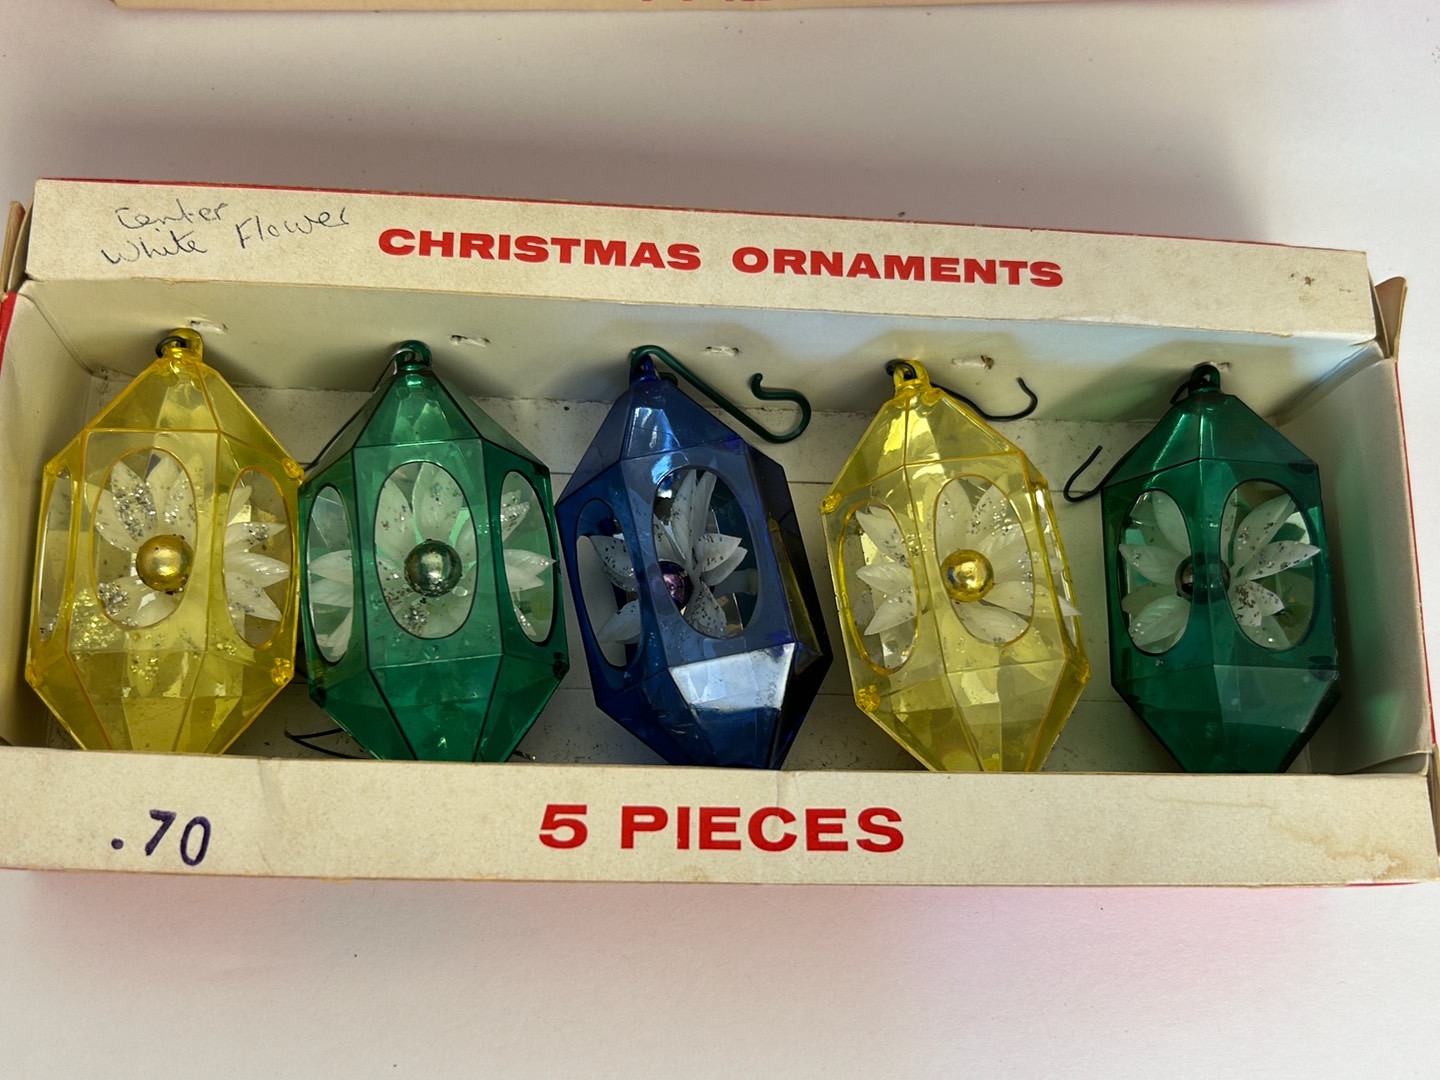 Center
White Flower
CHRISTMAS ORNAMENTS
.70
5 PIECES